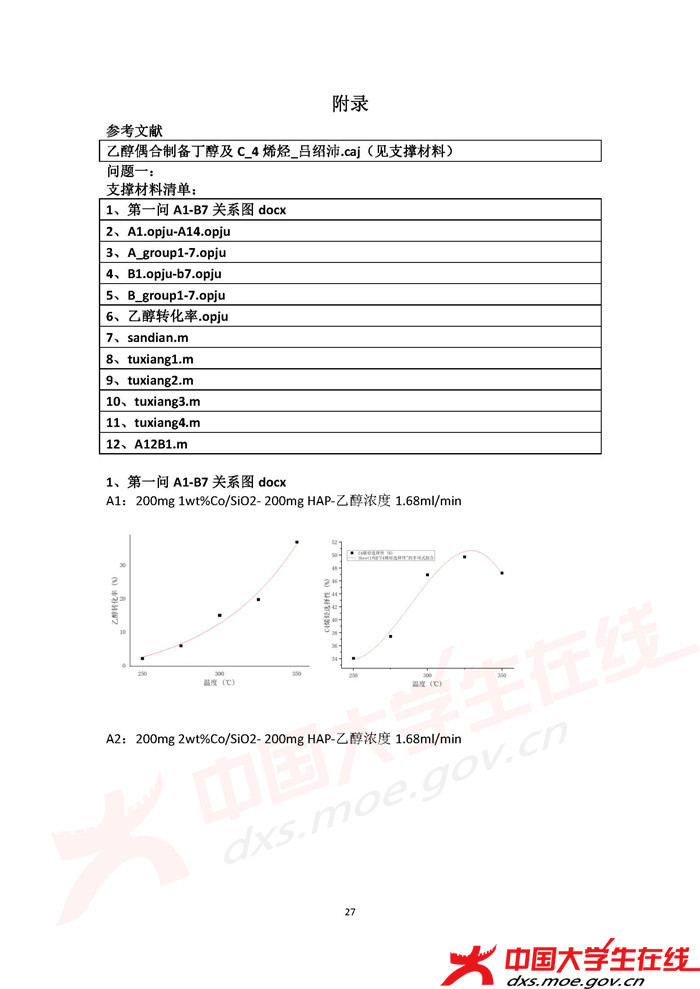 附录
参考文献
乙醇偶合制备丁醇及 C_4 烯烃_吕绍沛.caj（见支撑材料）
问题一：
支撑材料清单：
1、第一问 A1-B7 关系图 docx
2、A1.opju-A14.opju
3、A_group1-7.opju
4、B1.opju-b7.opju
5、B_group1-7.opju
6、乙醇转化率.opju
7、sandian.m
8、tuxiang1.m
9、tuxiang2.m
10、tuxiang3.m
11、tuxiang4.m
12、A12B1.m
1、第一问 A1-B7 关系图 docx
A1：200mg 1wt%Co/SiO2- 200mg HAP-乙醇浓度 1.68ml/min
乙醇转化率 (%)
30
20
10
0
250 300 350
温度 (℃)
C4烯烃选择性 (%)
52
50
48
46
44
42
40
38
36
34
C4烯烃选择性 (%)
250 300 350
温度 (℃)
A2：200mg 2wt%Co/SiO2- 200mg HAP-乙醇浓度 1.68ml/min
中国大学生在线
dxs.moe.gov.cn
27
中国大学生在线
dxs.moe.gov.cn